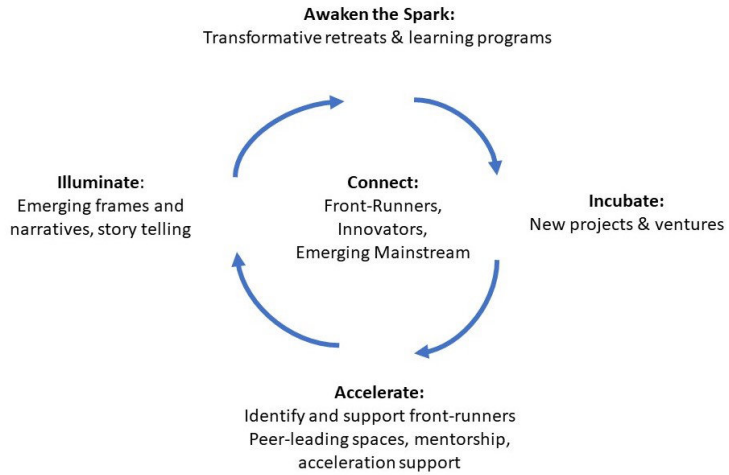 Awaken the Spark:
Transformative retreats & learning programs
Illuminate:
Emerging frames and
narratives, story telling
Connect:
Front-Runners,
Innovators,
Emerging Mainstream
Incubate:
New projects & ventures
Accelerate:
Identify and support front-runners
Peer-leading spaces, mentorship,
acceleration support